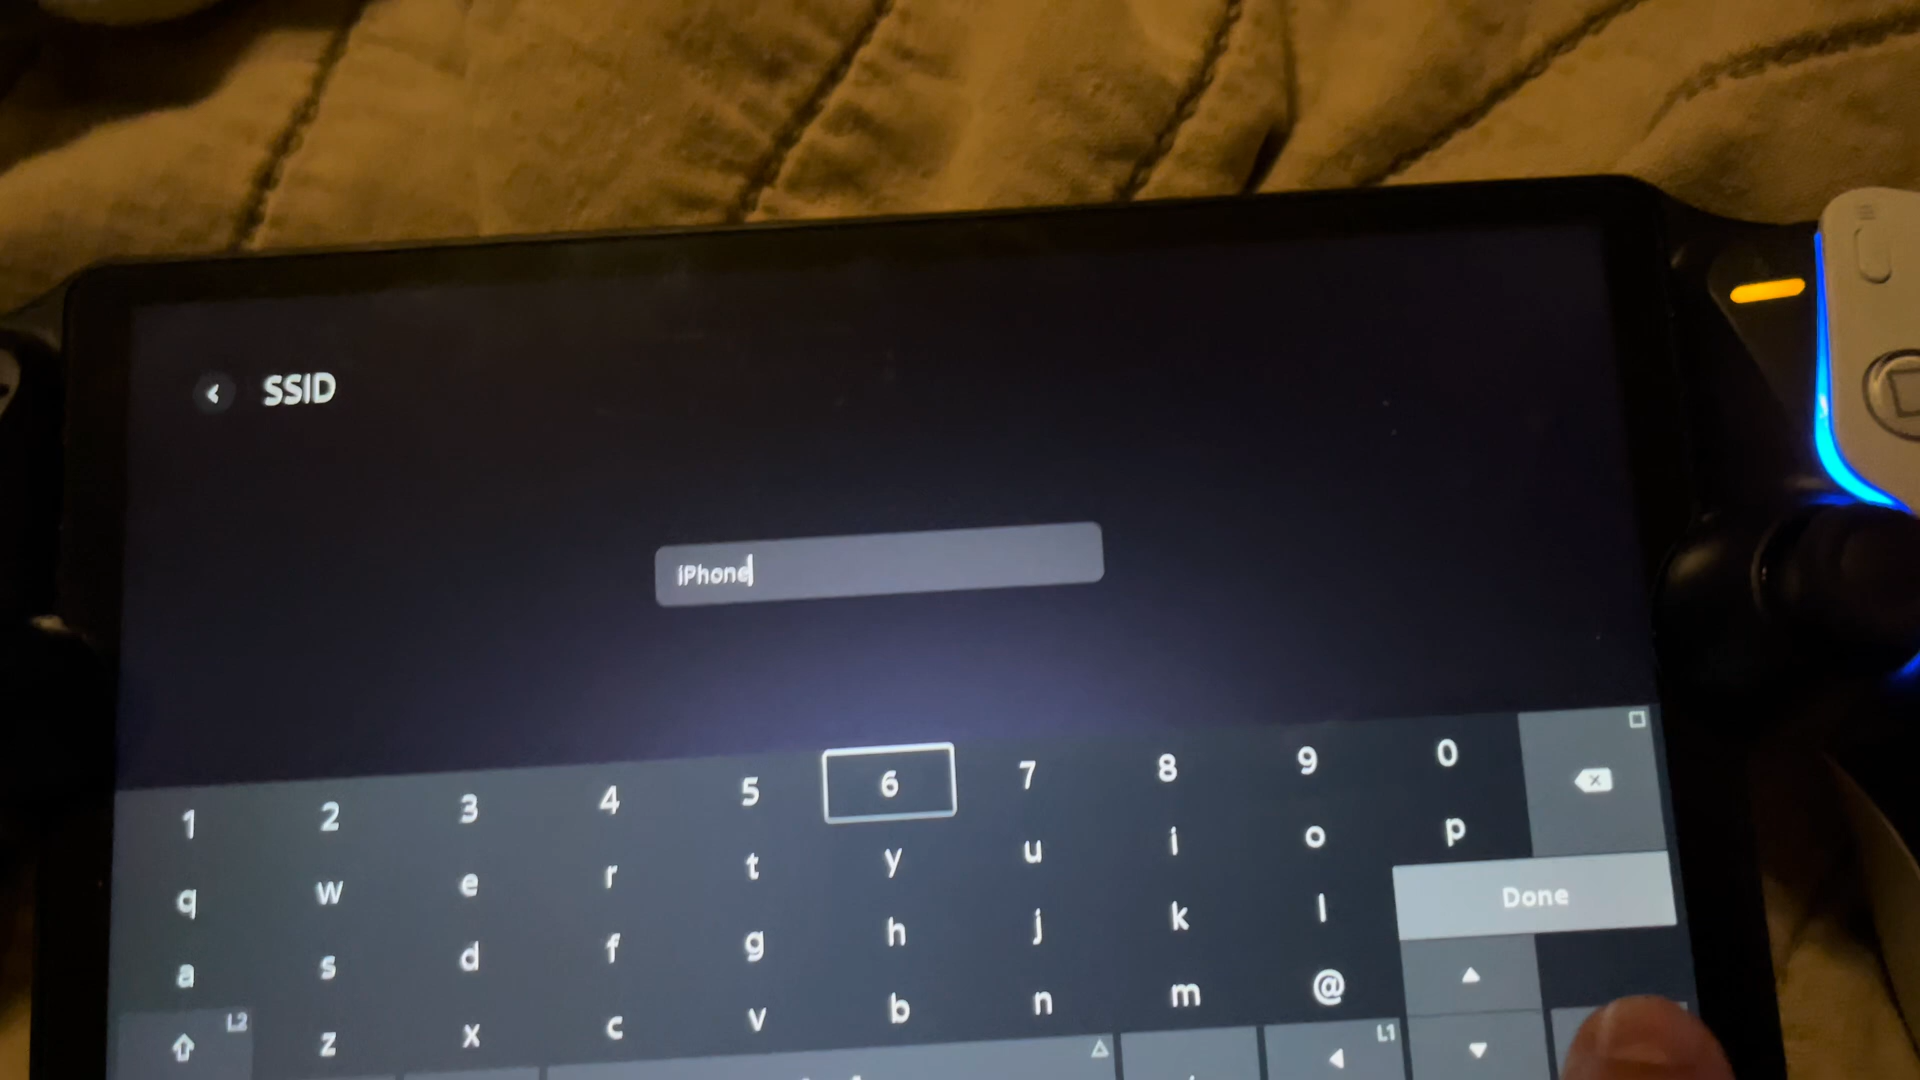 SSID
iPhone
1 2 3 4 5 6 7 8 9 0
q w e r t y u i o p
a s d f g h j k l Done
L2 z x c v b n m @
L1